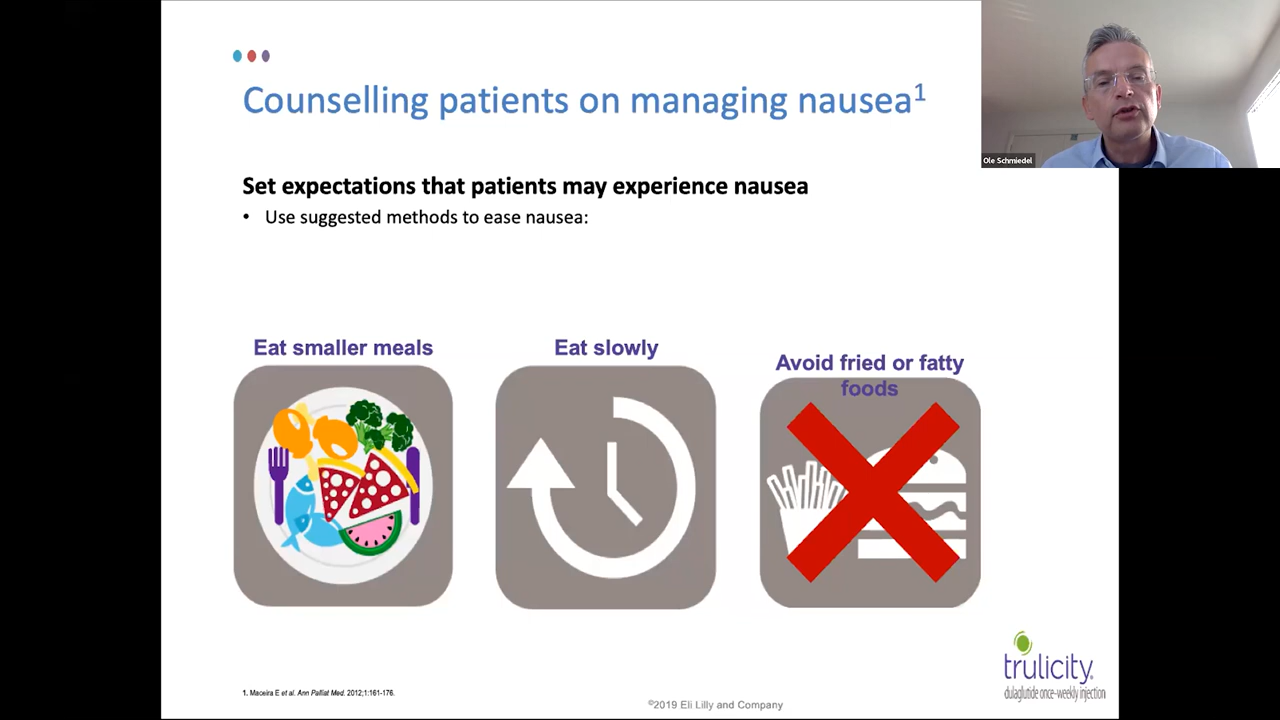 Counselling patients on managing nausea1
Ole Schmiedel
Set expectations that patients may experience nausea
• Use suggested methods to ease nausea:
Eat smaller meals
Eat slowly
Avoid fried or fatty
foods
trulicity®
dulaglutide once-weekly injection
1. Maceira E et al. Ann Palliat Med. 2012;1:161-176.
©2019 Eli Lilly and Company